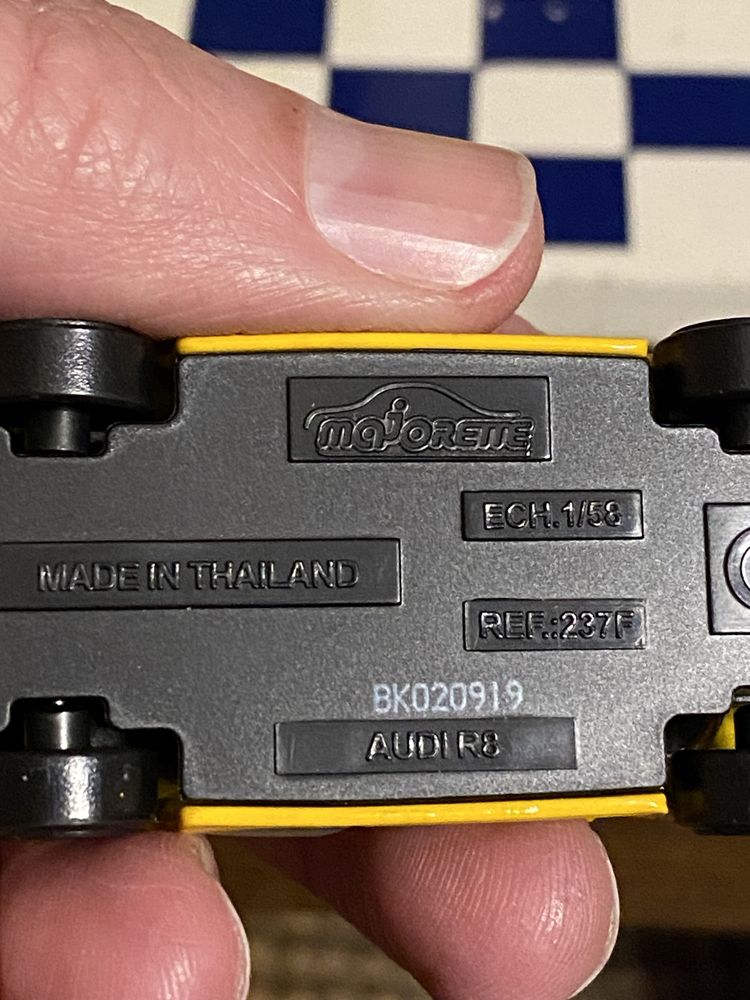 majorette
ECH.1/58
MADE IN THAILAND
REF.:237F
BK020919
AUDI R8